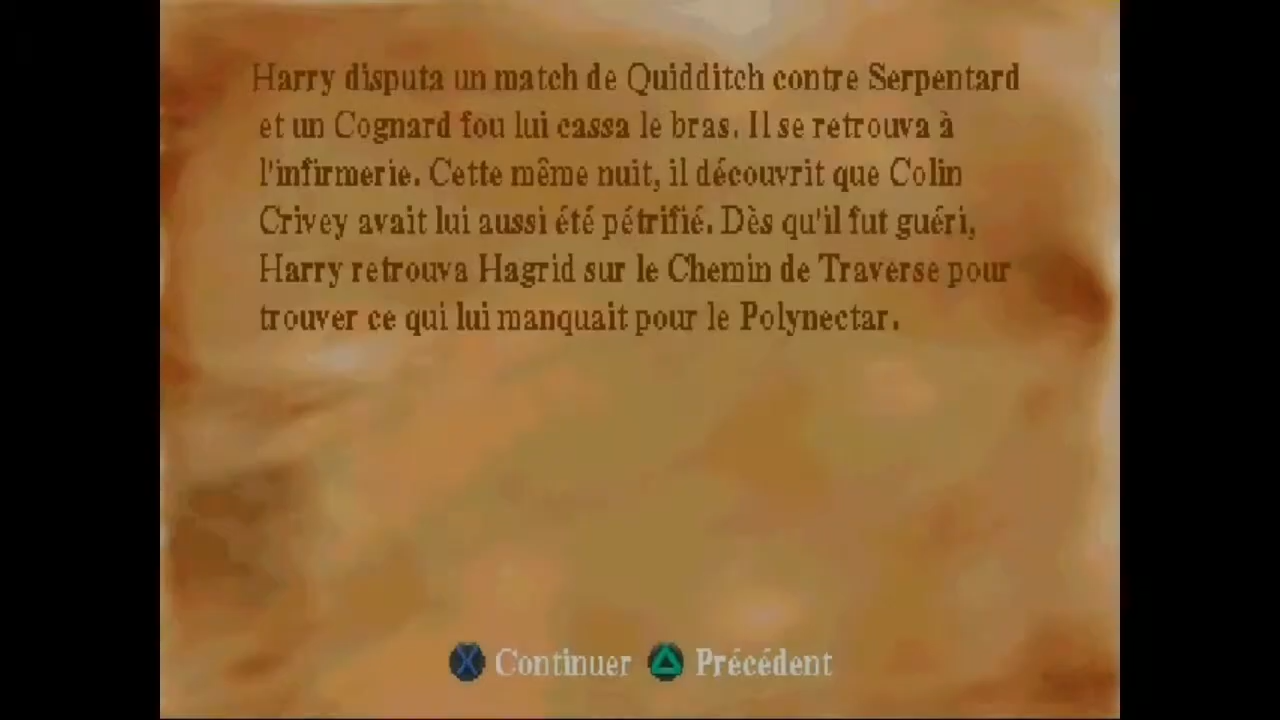 Harry disputa un match de Quidditch contre Serpentard
et un Cognard fou lui cassa le bras. Il se retrouva à
l'infirmerie. Cette même nuit, il découvrit que Colin
Crivey avait lui aussi été pétrifié. Dès qu'il fut guéri,
Harry retrouva Hagrid sur le Chemin de Traverse pour
trouver ce qui lui manquait pour le Polynectar.
X Continuer Précédent